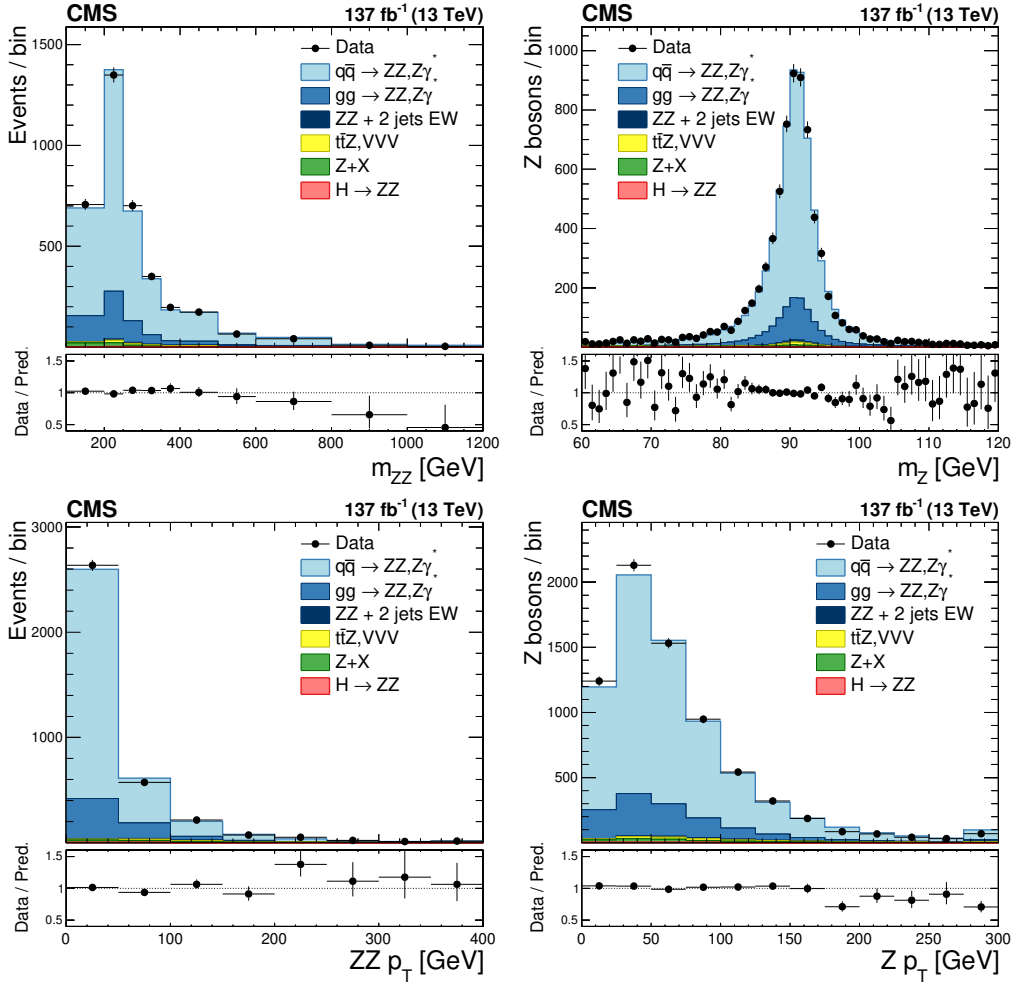 CMS 137 fb⁻¹ (13 TeV)
Events / bin
1500
1000
500
Data
qq̄ → ZZ,Zγ*
gg → ZZ,Zγ*
ZZ + 2 jets EW
tt̄Z,VVV
Z+X
H → ZZ
Data / Pred.
1.5
1
0.5
200 400 600 800 1000 1200
m_ZZ [GeV]
CMS 137 fb⁻¹ (13 TeV)
Z bosons / bin
1000
800
600
400
200
Data
qq̄ → ZZ,Zγ*
gg → ZZ,Zγ*
ZZ + 2 jets EW
tt̄Z,VVV
Z+X
H → ZZ
Data / Pred.
1.5
1
0.5
60 70 80 90 100 110 120
m_Z [GeV]
CMS 137 fb⁻¹ (13 TeV)
Events / bin
3000
2000
1000
Data
qq̄ → ZZ,Zγ*
gg → ZZ,Zγ*
ZZ + 2 jets EW
tt̄Z,VVV
Z+X
H → ZZ
Data / Pred.
1.5
1
0.5
0 100 200 300 400
ZZ p_T [GeV]
CMS 137 fb⁻¹ (13 TeV)
Z bosons / bin
2000
1500
1000
500
Data
qq̄ → ZZ,Zγ*
gg → ZZ,Zγ*
ZZ + 2 jets EW
tt̄Z,VVV
Z+X
H → ZZ
Data / Pred.
1.5
1
0.5
0 50 100 150 200 250 300
Z p_T [GeV]